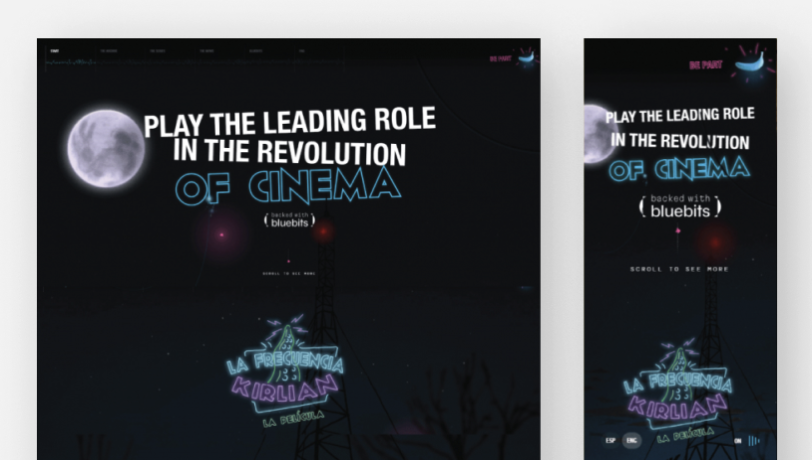 START
BE PART
PLAY THE LEADING ROLE
IN THE REVOLUTION
OF CINEMA
backed with
bluebits
SCROLL TO SEE MORE
LA FRECUENCIA
KIRLIAN
LA PELÍCULA
BE PART
PLAY THE LEADING ROLE
IN THE REVOLUTION
OF CINEMA
backed with
bluebits
SCROLL TO SEE MORE
LA FRECUENCIA
KIRLIAN
LA PELÍCULA
ESP ENG ON